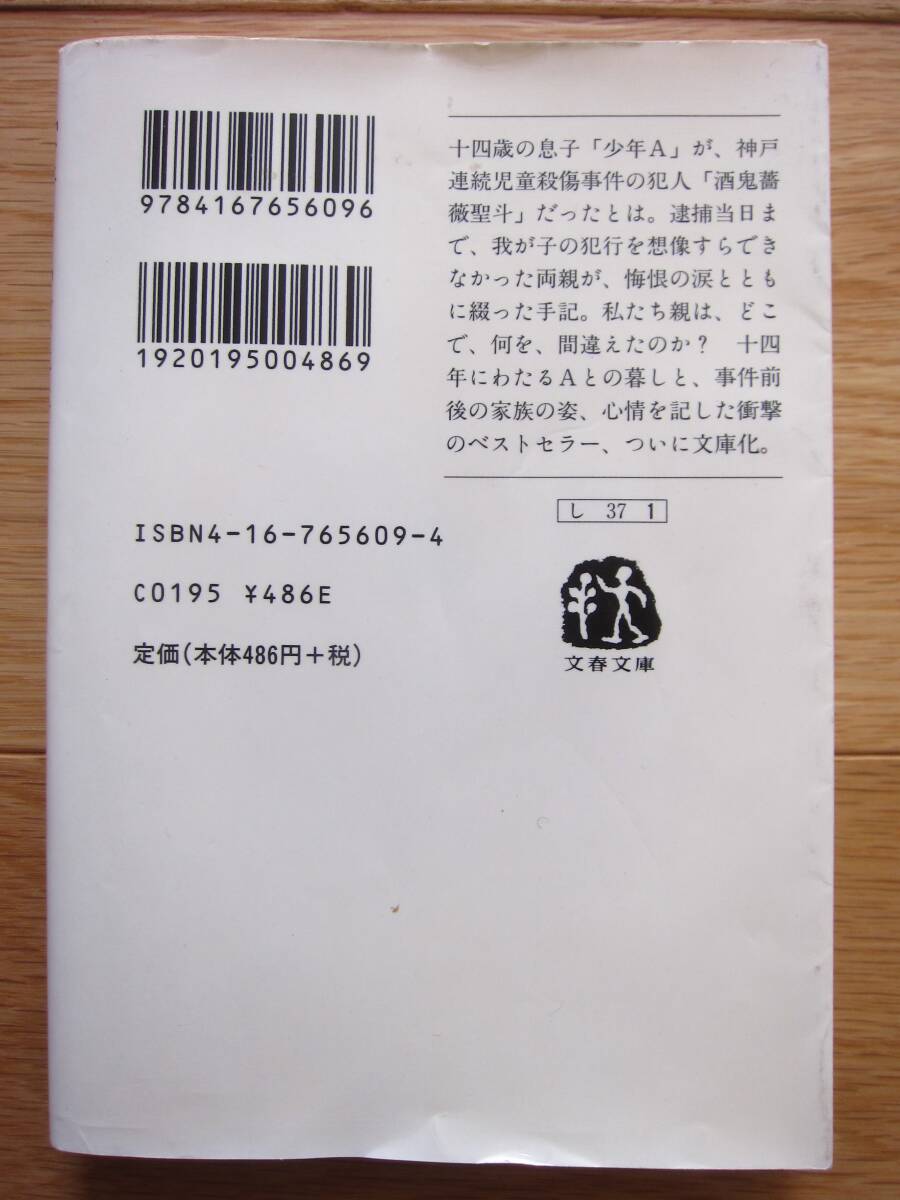 9784167656096
1920195004869
十四歳の息子「少年Ａ」が、神戸
連続児童殺傷事件の犯人「酒鬼薔
薇聖斗」だったとは。逮捕当日ま
で、我が子の犯行を想像すらでき
なかった両親が、悔恨の涙ととも
に綴った手記。私たち親は、どこ
で、何を、間違えたのか？　十四
年にわたるＡとの暮しと、事件前
後の家族の姿、心情を記した衝撃
のベストセラー、ついに文庫化。
ISBN4-16-765609-4
C0195 ¥486E
定価(本体486円+税)
し 37 1
文春文庫